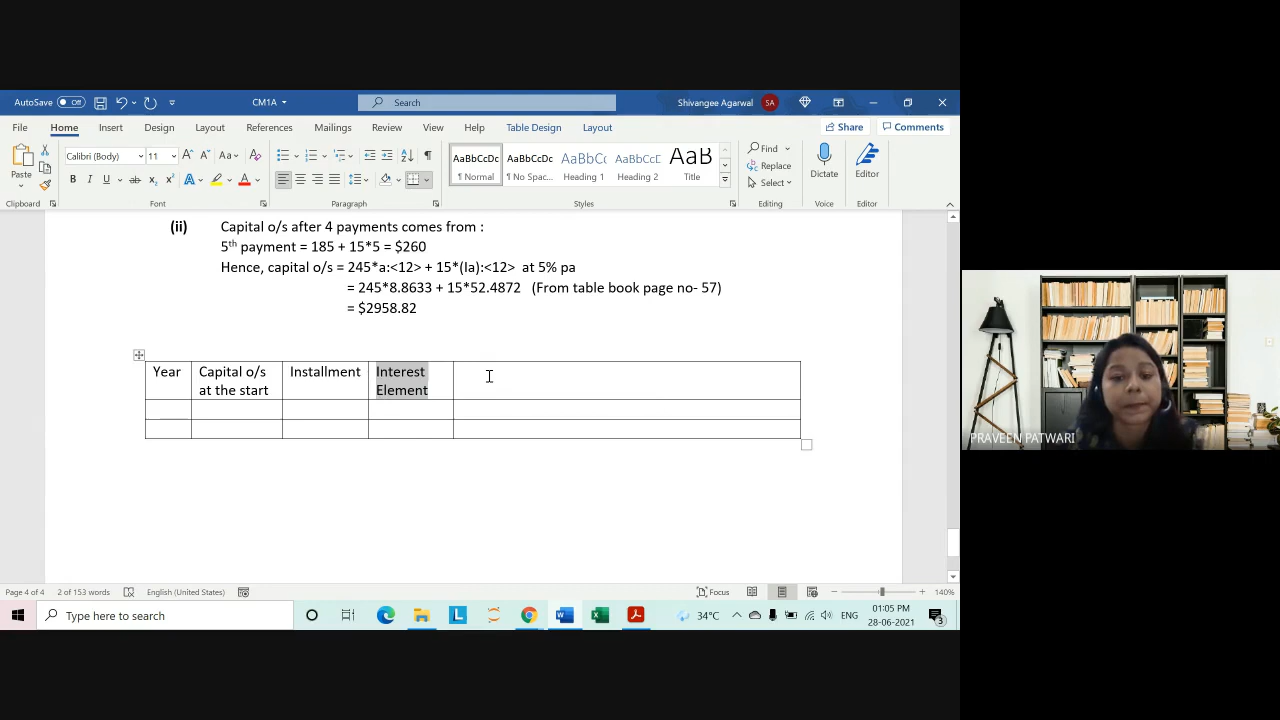 AutoSave Off CM1A Search Shivangee Agarwal SA
File Home Insert Design Layout References Mailings Review View Help Table Design Layout Share Comments
Paste Calibri (Body) 11 Aa AaBbCcDc AaBbCcDc AaBbCc AaBbCcD AaB Find Dictate Editor
Replace
¶ Normal ¶ No Spac... Heading 1 Heading 2 Title Select
Clipboard Font Paragraph Styles Editing Voice Editor
(ii) Capital o/s after 4 payments comes from :
5th payment = 185 + 15*5 = $260
Hence, capital o/s = 245*a:<12> + 15*(Ia):<12> at 5% pa
= 245*8.8633 + 15*52.4872 (From table book page no- 57)
= $2958.82
Year Capital o/s at the start Installment Interest Element
PRAVEEN PATWARI
Page 4 of 4 2 of 153 words English (United States) Focus 140%
Type here to search 34°C ENG 01:05 PM
28-06-2021 3